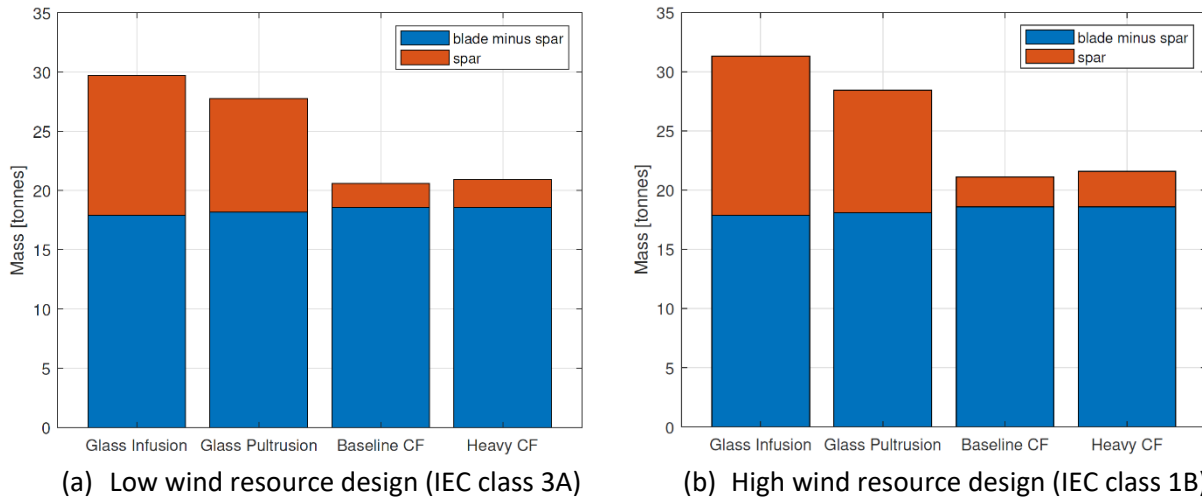 35
30
25
20
15
10
5
0
Mass [tonnes]
blade minus spar
spar
Glass Infusion Glass Pultrusion Baseline CF Heavy CF
(a) Low wind resource design (IEC class 3A)
35
30
25
20
15
10
5
0
Mass [tonnes]
blade minus spar
spar
Glass Infusion Glass Pultrusion Baseline CF Heavy CF
(b) High wind resource design (IEC class 1B)